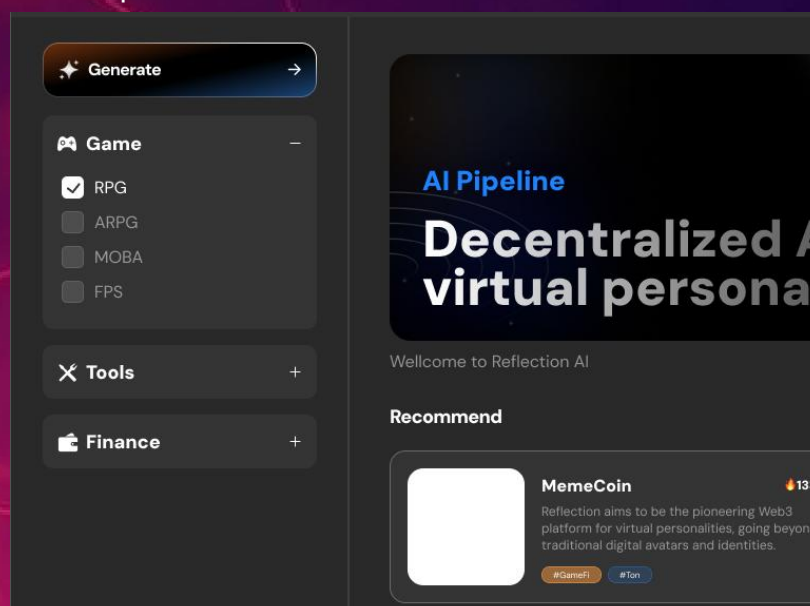 Generate
Game
RPG
ARPG
MOBA
FPS
Tools
Finance
AI Pipeline
Decentralized
virtual persona
Wellcome to Reflection AI
Recommend
MemeCoin
13
Reflection aims to be the pioneering Web3
platform for virtual personalities, going beyon
traditional digital avatars and identities.
#GameFi #Ton